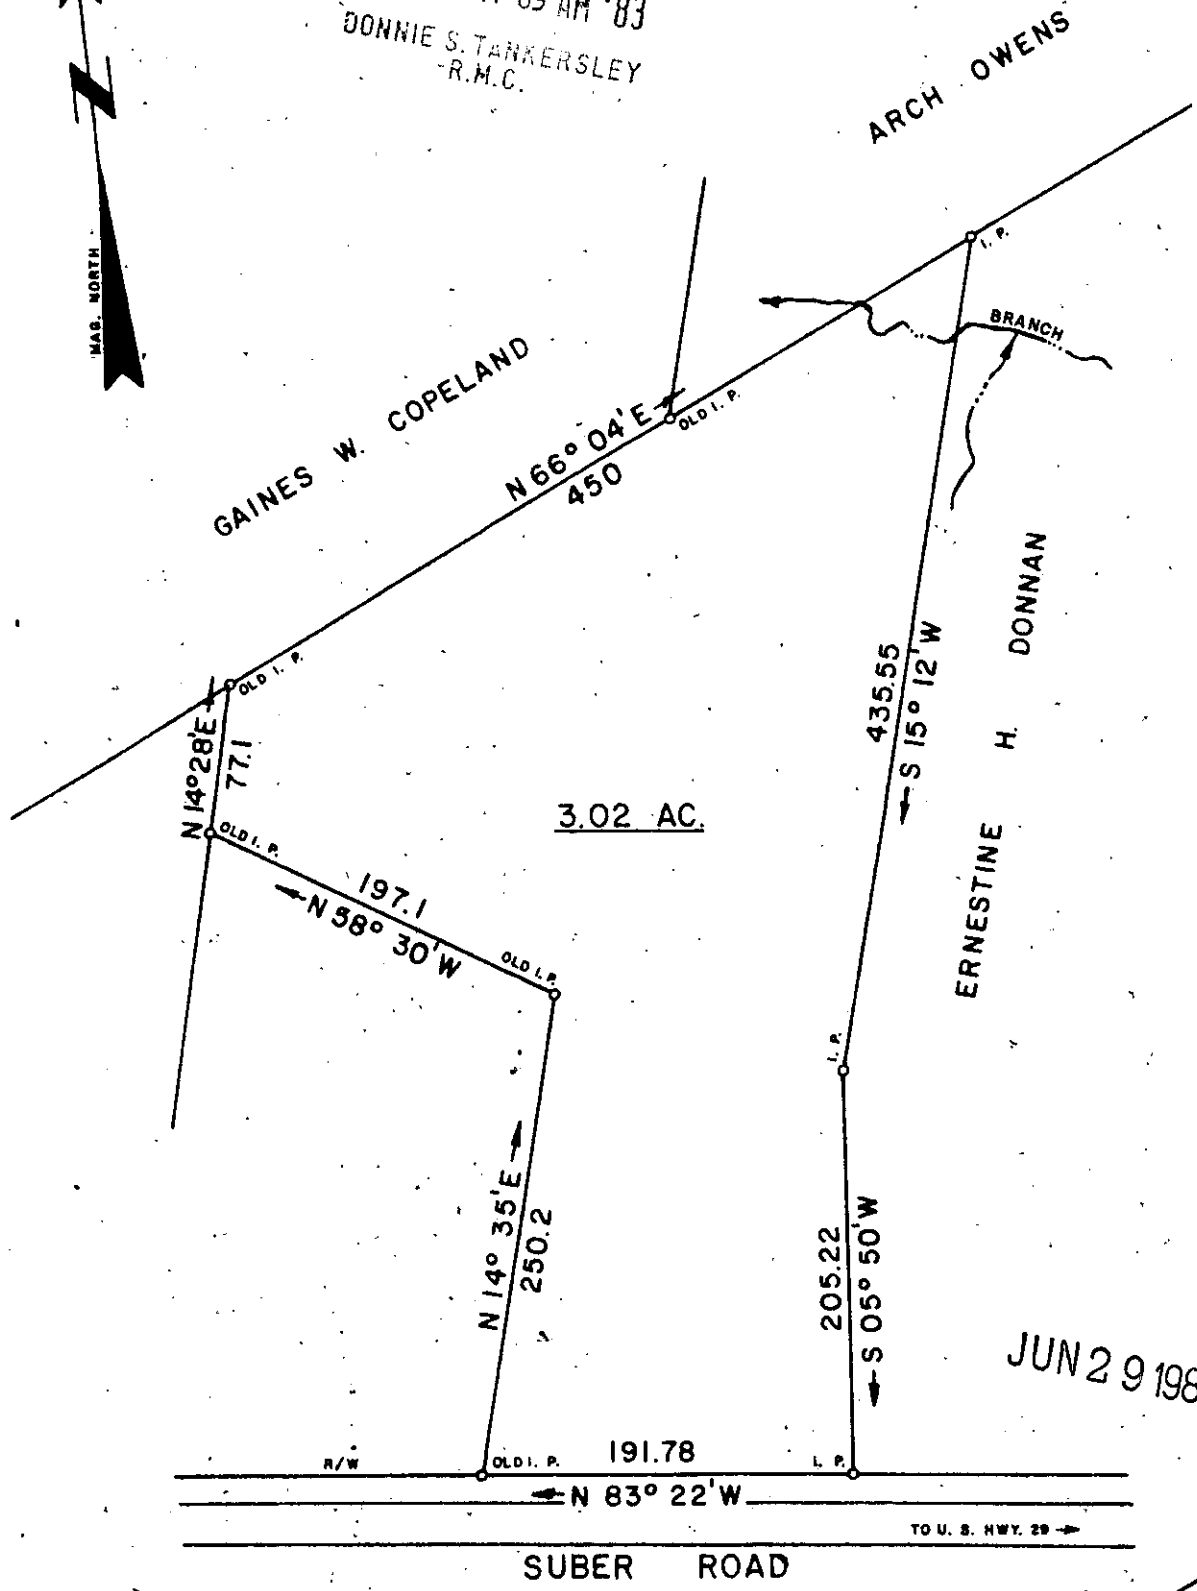 AM '83
DONNIE S. TANKERSLEY
R.M.C.
MAG. NORTH
N
ARCH OWENS
I. P.
BRANCH
GAINES W. COPELAND
N 66° 04' E
450
OLD I. P.
OLD I. P.
N 14° 28' E
77.1
OLD I. P.
435.55
S 15° 12' W
ERNESTINE H. DONNAN
3.02 AC.
197.1
N 58° 30' W
OLD I. P.
I. P.
N 14° 35' E
250.2
205.22
S 05° 50' W
JUN 29 198
R/W
OLD I. P.
191.78
I. P.
N 83° 22' W
TO U. S. HWY. 29
SUBER ROAD